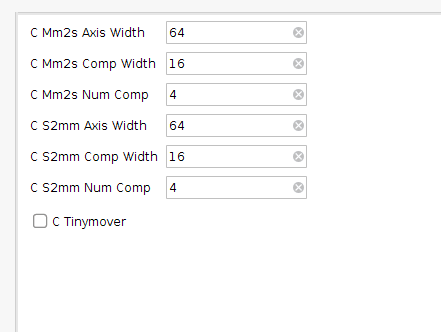 C Mm2s Axis Width 64
C Mm2s Comp Width 16
C Mm2s Num Comp 4
C S2mm Axis Width 64
C S2mm Comp Width 16
C S2mm Num Comp 4
C Tinymover